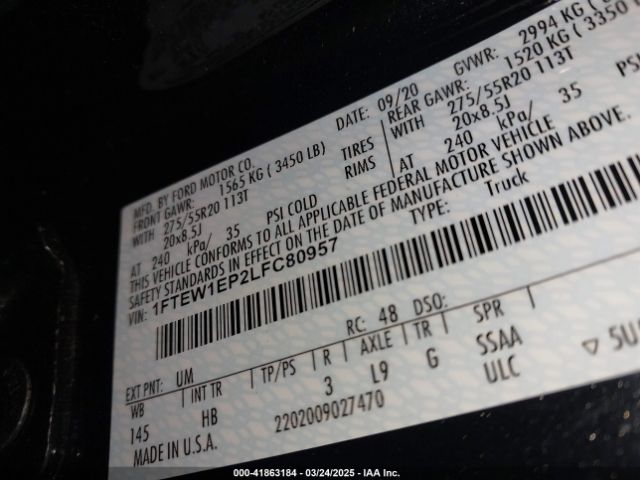 MFD. BY FORD MOTOR CO.
DATE: 09/20
GVWR: 2994 KG (
FRONT GAWR: 1565 KG ( 3450 LB)
REAR GAWR: 1520 KG ( 3350
WITH 275/55R20 113T TIRES WITH 275/55R20 113T
20x8.5J RIMS 20x8.5J
AT 240 kPa/ 35 PSI COLD AT 240 kPa/ 35 PSI
THIS VEHICLE CONFORMS TO ALL APPLICABLE FEDERAL MOTOR VEHICLE
SAFETY STANDARDS IN EFFECT ON THE DATE OF MANUFACTURE SHOWN ABOVE.
VIN: 1FTEW1EP2LFC80957 TYPE: Truck
EXT PNT: UM RC: 48 DSO:
WB INT TR TP/PS R AXLE TR SPR
145 HB 3 L9 G SSAA
ULC ▽ 5U
MADE IN U.S.A. 2202009027470
000-41863184 - 03/24/2025 - IAA Inc.